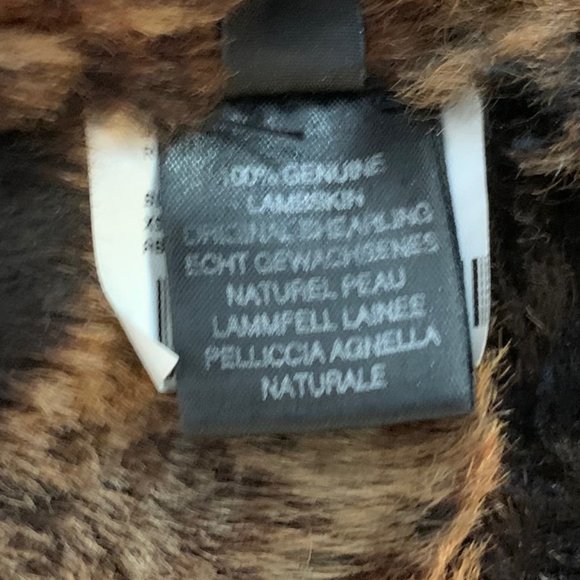 100% GENUINE
LAMBSKIN
ORIGINAL SHEARLING
ECHT GEWACHSENES
NATUREL PEAU
LAMMFELL LAINEE
PELLICCIA AGNELLA
NATURALE